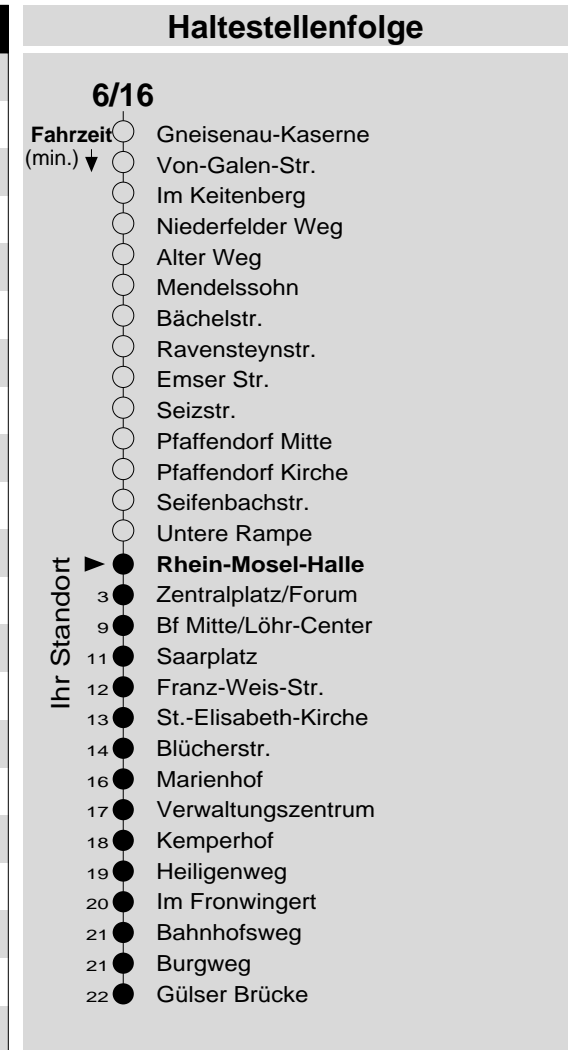 Haltestellenfolge
6/16
Fahrzeit Gneisenau-Kaserne
(min.) Von-Galen-Str.
Im Keitenberg
Niederfelder Weg
Alter Weg
Mendelssohn
Bächelstr.
Ravensteynstr.
Emser Str.
Seizstr.
Pfaffendorf Mitte
Pfaffendorf Kirche
Seifenbachstr.
Untere Rampe
Ihr Standort
Rhein-Mosel-Halle
3 Zentralplatz/Forum
9 Bf Mitte/Löhr-Center
11 Saarplatz
12 Franz-Weis-Str.
13 St.-Elisabeth-Kirche
14 Blücherstr.
16 Marienhof
17 Verwaltungszentrum
18 Kemperhof
19 Heiligenweg
20 Im Fronwingert
21 Bahnhofsweg
21 Burgweg
22 Gülser Brücke